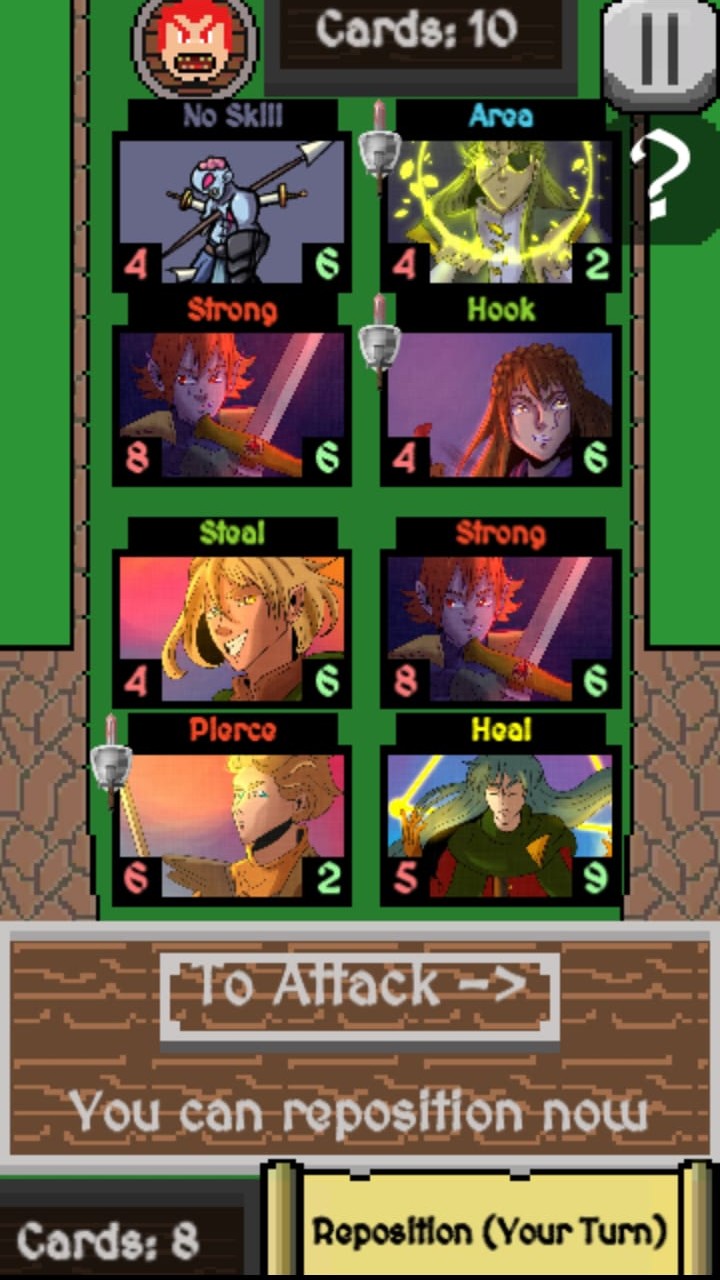 Cards: 10
?
No Skill
Area
4 6
4 2
Strong
Hook
8 6
4 6
Steal
Strong
4 6
8 6
Pierce
Heal
6 2
5 9
To Attack ->
You can reposition now
Cards: 8
Reposition (Your Turn)